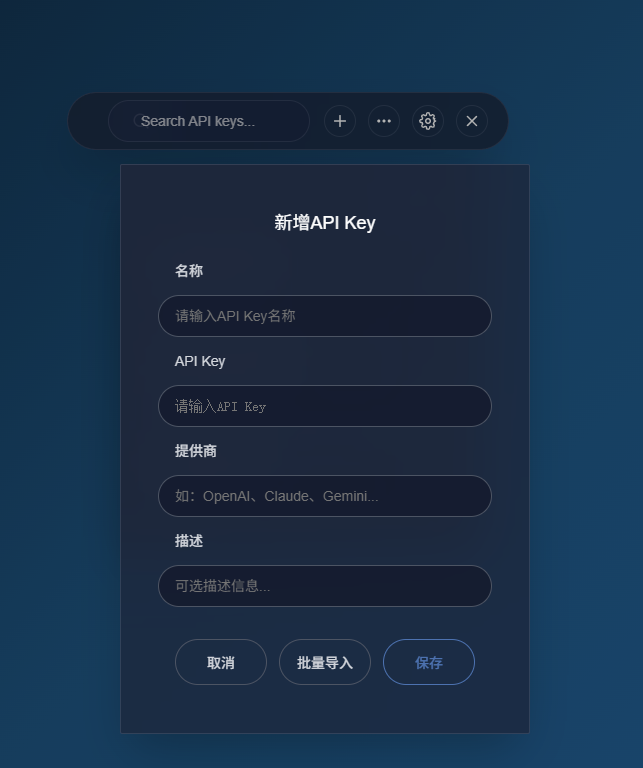 Search API keys...
新增API Key
名称
请输入API Key名称
API Key
请输入API Key
提供商
如：OpenAI、Claude、Gemini...
描述
可选描述信息...
取消 批量导入 保存